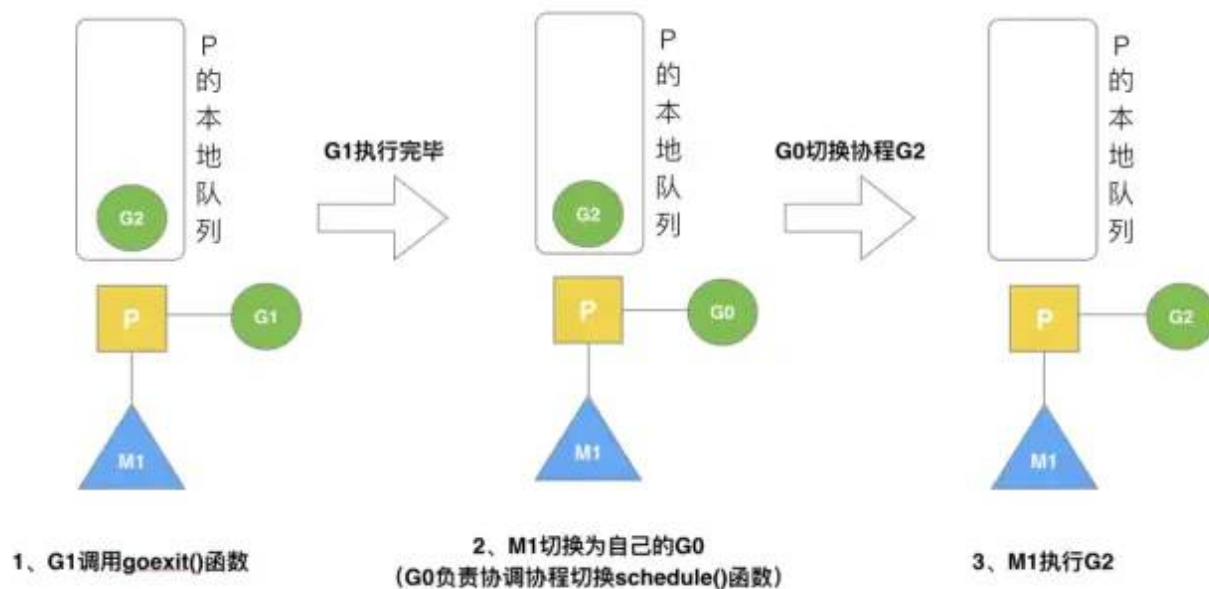 P的本地队列
G2
G1执行完毕
P的本地队列
G2
G0切换协程G2
P的本地队列
P
G1
P
G0
P
G2
M1
M1
M1
1、G1调用goexit()函数
2、M1切换为自己的G0
（G0负责协调协程切换schedule()函数）
3、M1执行G2